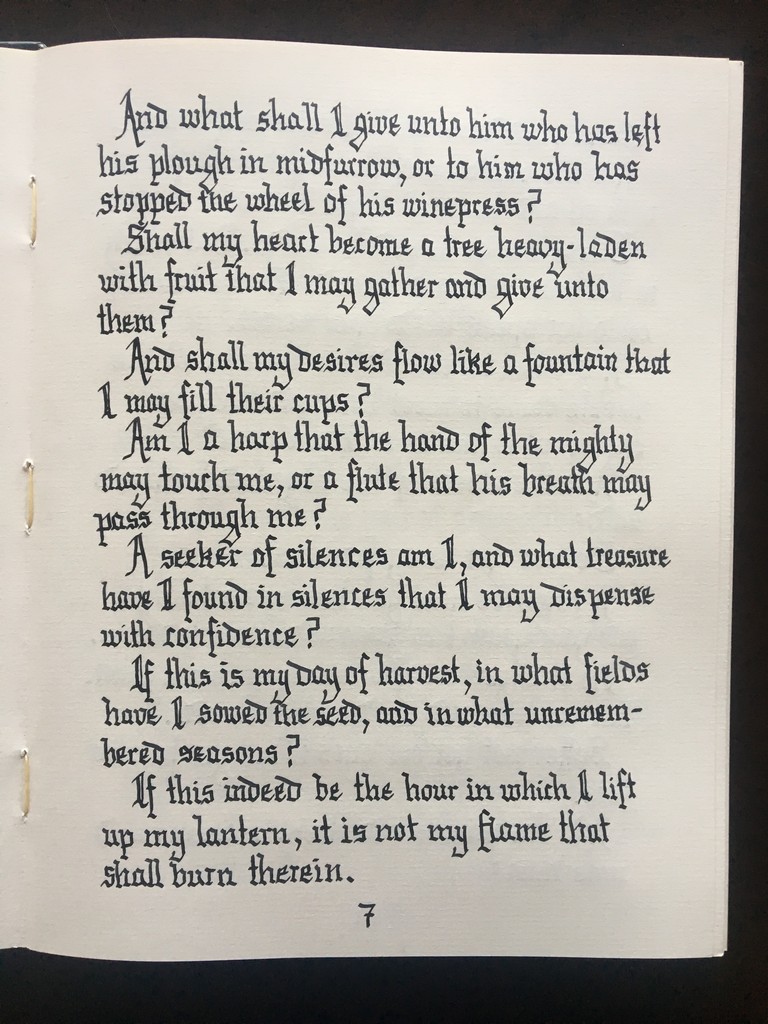 And what shall I give unto him who has left
his plough in midfurrow, or to him who has
stopped the wheel of his winepress?
Shall my heart become a tree heavy-laden
with fruit that I may gather and give unto
them?
And shall my desires flow like a fountain that
I may fill their cups?
Am I a harp that the hand of the mighty
may touch me, or a flute that his breath may
pass through me?
A seeker of silences am I, and what treasure
have I found in silences that I may dispense
with confidence?
If this is my day of harvest, in what fields
have I sowed the seed, and in what unremem-
bered seasons?
If this indeed be the hour in which I lift
up my lantern, it is not my flame that
shall burn therein.
7